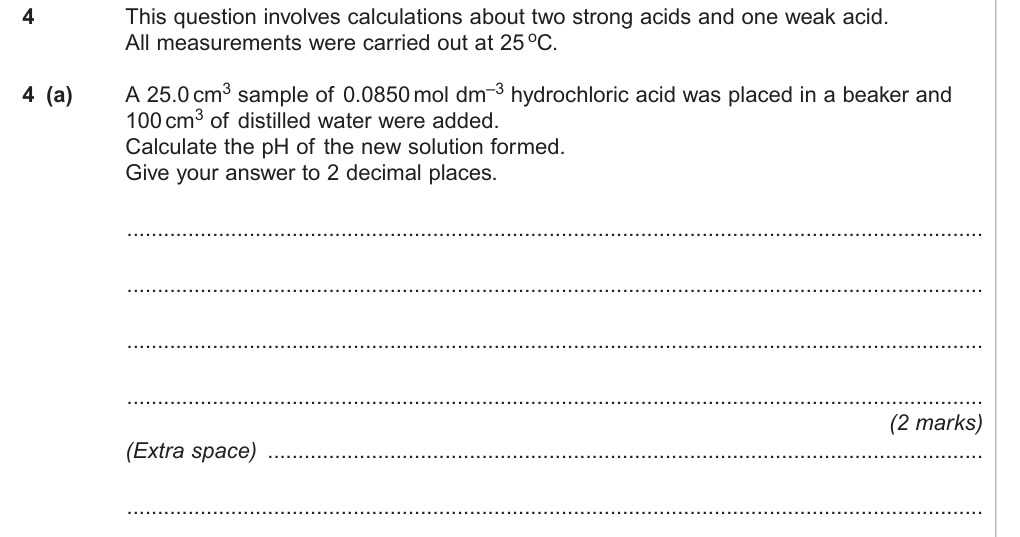 4 This question involves calculations about two strong acids and one weak acid.
All measurements were carried out at 25 ºC.
4 (a) A 25.0 cm³ sample of 0.0850 mol dm⁻³ hydrochloric acid was placed in a beaker and
100 cm³ of distilled water were added.
Calculate the pH of the new solution formed.
Give your answer to 2 decimal places.
(2 marks)
(Extra space)